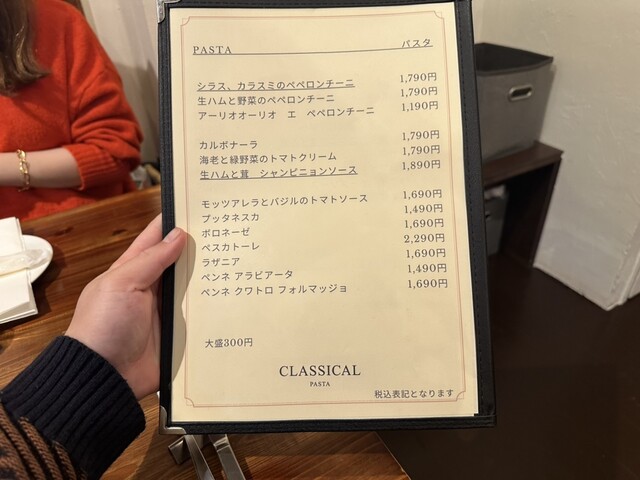 PASTA パスタ
シラス、カラスミのペペロンチーニ 1,790円
生ハムと野菜のペペロンチーニ 1,790円
アーリオオーリオ エ ペペロンチーニ 1,190円
カルボナーラ 1,790円
海老と緑野菜のトマトクリーム 1,790円
生ハムと茸 シャンピニョンソース 1,890円
モッツアレラとバジルのトマトソース 1,690円
プッタネスカ 1,490円
ボロネーゼ 1,690円
ペスカトーレ 2,290円
ラザニア 1,690円
ペンネ アラビアータ 1,490円
ペンネ クワトロ フォルマッジョ 1,690円
大盛300円
CLASSICAL
PASTA
税込表記となります